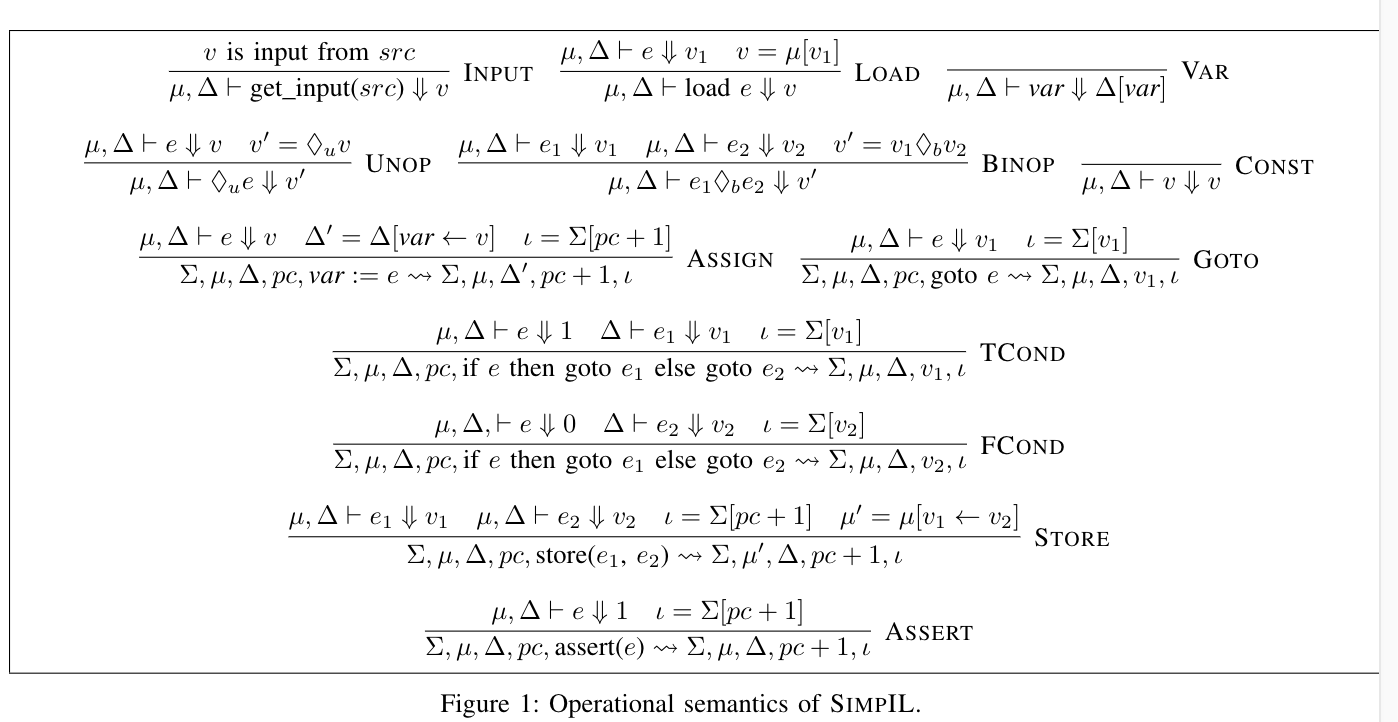 v is input from src
μ, Δ ⊢ get_input(src) ⇓ v INPUT
μ, Δ ⊢ e ⇓ v₁ v = μ[v₁]
μ, Δ ⊢ load e ⇓ v LOAD
μ, Δ ⊢ var ⇓ Δ[var] VAR
μ, Δ ⊢ e ⇓ v v′ = ◇ᵤv
μ, Δ ⊢ ◇ᵤe ⇓ v′ UNOP
μ, Δ ⊢ e₁ ⇓ v₁ μ, Δ ⊢ e₂ ⇓ v₂ v′ = v₁◇_b v₂
μ, Δ ⊢ e₁◇_b e₂ ⇓ v′ BINOP
μ, Δ ⊢ v ⇓ v CONST
μ, Δ ⊢ e ⇓ v Δ′ = Δ[var ← v] ι = Σ[pc + 1]
Σ, μ, Δ, pc, var := e ⇝ Σ, μ, Δ′, pc + 1, ι ASSIGN
μ, Δ ⊢ e ⇓ v₁ ι = Σ[v₁]
Σ, μ, Δ, pc, goto e ⇝ Σ, μ, Δ, v₁, ι GOTO
μ, Δ ⊢ e ⇓ 1 Δ ⊢ e₁ ⇓ v₁ ι = Σ[v₁]
Σ, μ, Δ, pc, if e then goto e₁ else goto e₂ ⇝ Σ, μ, Δ, v₁, ι TCOND
μ, Δ, ⊢ e ⇓ 0 Δ ⊢ e₂ ⇓ v₂ ι = Σ[v₂]
Σ, μ, Δ, pc, if e then goto e₁ else goto e₂ ⇝ Σ, μ, Δ, v₂, ι FCOND
μ, Δ ⊢ e₁ ⇓ v₁ μ, Δ ⊢ e₂ ⇓ v₂ ι = Σ[pc + 1] μ′ = μ[v₁ ← v₂]
Σ, μ, Δ, pc, store(e₁, e₂) ⇝ Σ, μ′, Δ, pc + 1, ι STORE
μ, Δ ⊢ e ⇓ 1 ι = Σ[pc + 1]
Σ, μ, Δ, pc, assert(e) ⇝ Σ, μ, Δ, pc + 1, ι ASSERT
Figure 1: Operational semantics of SIMPIL.